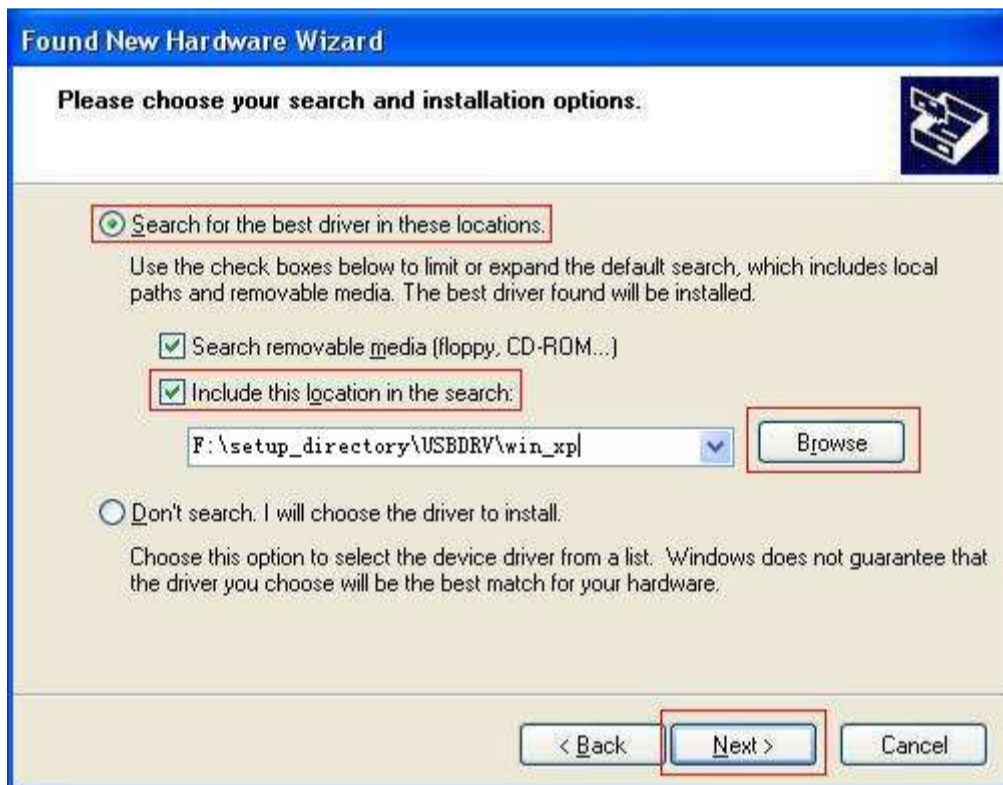 Found New Hardware Wizard
Please choose your search and installation options.
Search for the best driver in these locations.
Use the check boxes below to limit or expand the default search, which includes local
paths and removable media. The best driver found will be installed.
Search removable media (floppy, CD-ROM...)
Include this location in the search:
F:\setup_directory\USBDRV\win_xp
Browse
Don't search. I will choose the driver to install.
Choose this option to select the device driver from a list. Windows does not guarantee that
the driver you choose will be the best match for your hardware.
< Back
Next >
Cancel